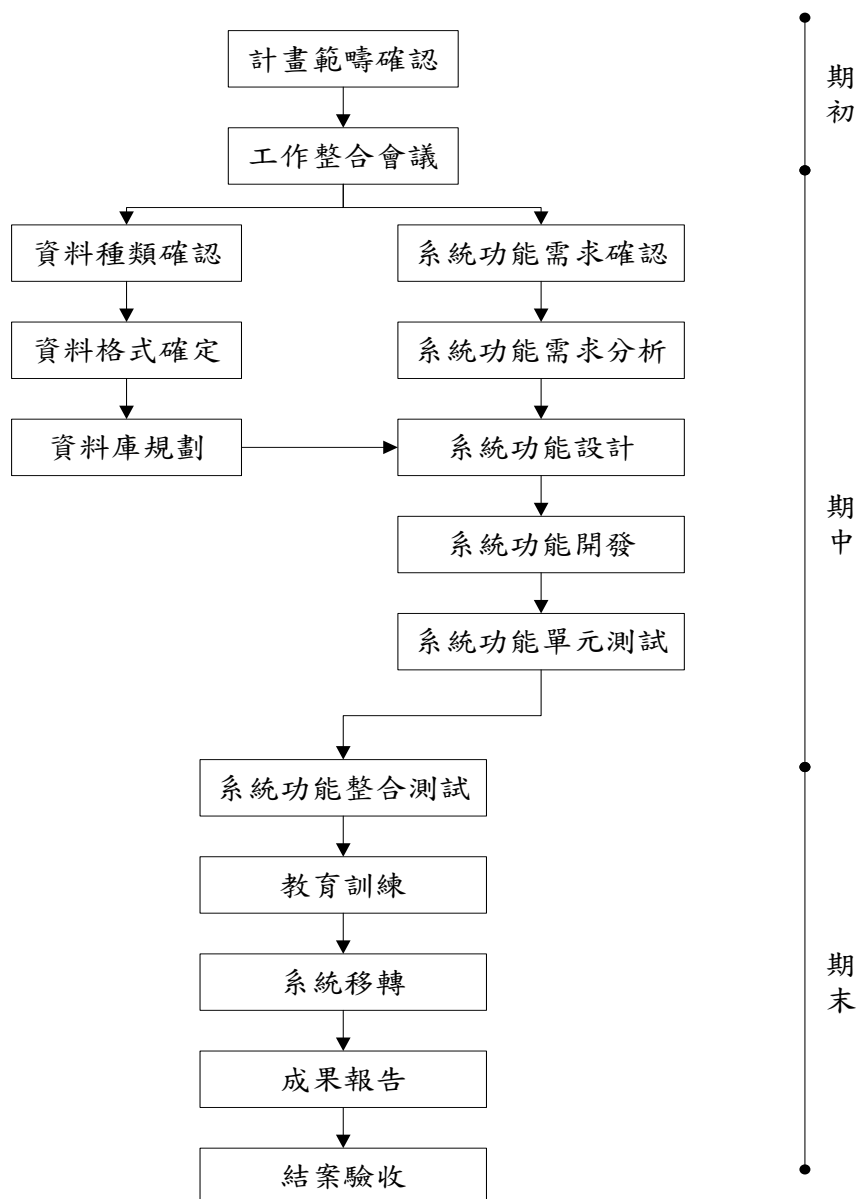 計畫範疇確認
工作整合會議
資料種類確認
系統功能需求確認
資料格式確定
系統功能需求分析
資料庫規劃
系統功能設計
系統功能開發
系統功能單元測試
系統功能整合測試
教育訓練
系統移轉
成果報告
結案驗收
期初
期中
期末